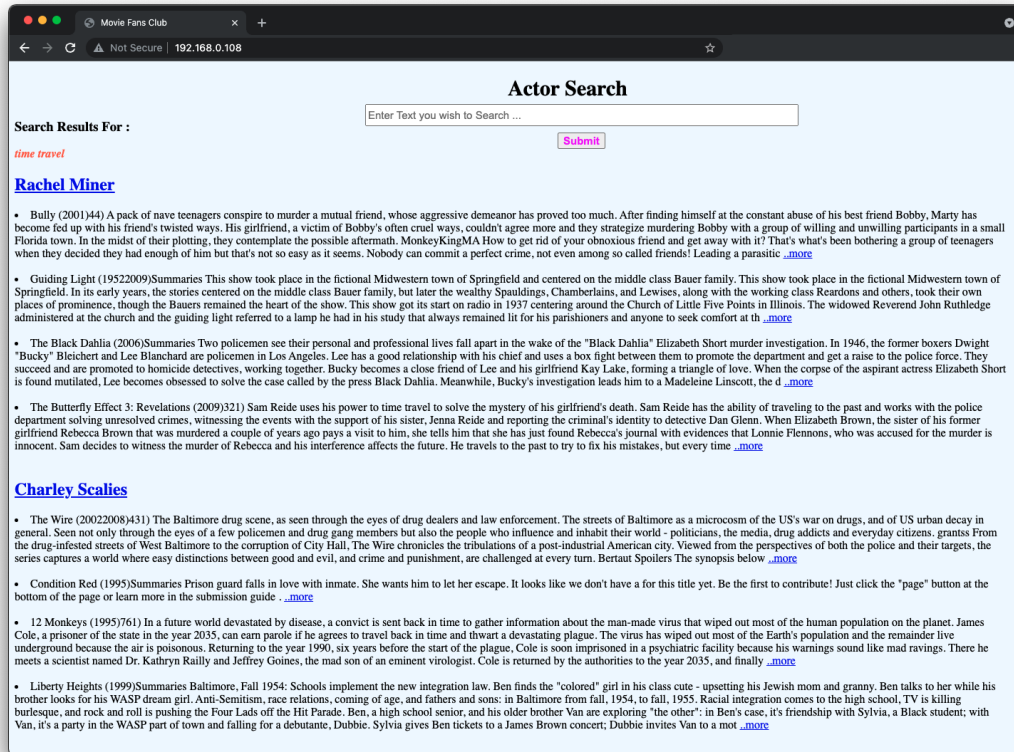 Movie Fans Club
Not Secure | 192.168.0.108
Actor Search
Enter Text you wish to Search ...
Submit
Search Results For :
time travel
Rachel Miner
• Bully (2001)44) A pack of nave teenagers conspire to murder a mutual friend, whose aggressive demeanor has proved too much. After finding himself at the constant abuse of his best friend Bobby, Marty has
become fed up with his friend's twisted ways. His girlfriend, a victim of Bobby's often cruel ways, couldn't agree more and they strategize murdering Bobby with a group of willing and unwilling participants in a small
Florida town. In the midst of their plotting, they contemplate the possible aftermath. MonkeyKingMA How to get rid of your obnoxious friend and get away with it? That's what's been bothering a group of teenagers
when they decided they had enough of him but that's not so easy as it seems. Nobody can commit a perfect crime, not even among so called friends! Leading a parasitic ..more
• Guiding Light (19522009)Summaries This show took place in the fictional Midwestern town of Springfield and centered on the middle class Bauer family. This show took place in the fictional Midwestern town of
Springfield. In its early years, the stories centered on the middle class Bauer family, but later the wealthy Spauldings, Chamberlains, and Lewises, along with the working class Reardons and others, took their own
places of prominence, though the Bauers remained the heart of the show. This show got its start on radio in 1937 centering around the Church of Little Five Points in Illinois. The widowed Reverend John Ruthledge
administered at the church and the guiding light referred to a lamp he had in his study that always remained lit for his parishioners and anyone to seek comfort at th ..more
• The Black Dahlia (2006)Summaries Two policemen see their personal and professional lives fall apart in the wake of the "Black Dahlia" Elizabeth Short murder investigation. In 1946, the former boxers Dwight
"Bucky" Bleichert and Lee Blanchard are policemen in Los Angeles. Lee has a good relationship with his chief and uses a box fight between them to promote the department and get a raise to the police force. They
succeed and are promoted to homicide detectives, working together. Bucky becomes a close friend of Lee and his girlfriend Kay Lake, forming a triangle of love. When the corpse of the aspirant actress Elizabeth Short
is found mutilated, Lee becomes obsessed to solve the case called by the press Black Dahlia. Meanwhile, Bucky's investigation leads him to a Madeleine Linscott, the d ..more
• The Butterfly Effect 3: Revelations (2009)321) Sam Reide uses his power to time travel to solve the mystery of his girlfriend's death. Sam Reide has the ability of traveling to the past and works with the police
department solving unresolved crimes, witnessing the events with the support of his sister, Jenna Reide and reporting the criminal's identity to detective Dan Glenn. When Elizabeth Brown, the sister of his former
girlfriend Rebecca Brown that was murdered a couple of years ago pays a visit to him, she tells him that she has just found Rebecca's journal with evidences that Lonnie Flennons, who was accused for the murder is
innocent. Sam decides to witness the murder of Rebecca and his interference affects the future. He travels to the past to try to fix his mistakes, but every time ..more
Charley Scalies
• The Wire (20022008)431) The Baltimore drug scene, as seen through the eyes of drug dealers and law enforcement. The streets of Baltimore as a microcosm of the US's war on drugs, and of US urban decay in
general. Seen not only through the eyes of a few policemen and drug gang members but also the people who influence and inhabit their world - politicians, the media, drug addicts and everyday citizens. grantss From
the drug-infested streets of West Baltimore to the corruption of City Hall, The Wire chronicles the tribulations of a post-industrial American city. Viewed from the perspectives of both the police and their targets, the
series captures a world where easy distinctions between good and evil, and crime and punishment, are challenged at every turn. Bertaut Spoilers The synopsis below ..more
• Condition Red (1995)Summaries Prison guard falls in love with inmate. She wants him to let her escape. It looks like we don't have a for this title yet. Be the first to contribute! Just click the "page" button at the
bottom of the page or learn more in the submission guide . ..more
• 12 Monkeys (1995)761) In a future world devastated by disease, a convict is sent back in time to gather information about the man-made virus that wiped out most of the human population on the planet. James
Cole, a prisoner of the state in the year 2035, can earn parole if he agrees to travel back in time and thwart a devastating plague. The virus has wiped out most of the Earth's population and the remainder live
underground because the air is poisonous. Returning to the year 1990, six years before the start of the plague, Cole is soon imprisoned in a psychiatric facility because his warnings sound like mad ravings. There he
meets a scientist named Dr. Kathryn Railly and Jeffrey Goines, the mad son of an eminent virologist. Cole is returned by the authorities to the year 2035, and finally ..more
• Liberty Heights (1999)Summaries Baltimore, Fall 1954: Schools implement the new integration law. Ben finds the "colored" girl in his class cute - upsetting his Jewish mom and granny. Ben talks to her while his
brother looks for his WASP dream girl. Anti-Semitism, race relations, coming of age, and fathers and sons: in Baltimore from fall, 1954, to fall, 1955. Racial integration comes to the high school, TV is killing
burlesque, and rock and roll is pushing the Four Lads off the Hit Parade. Ben, a high school senior, and his older brother Van are exploring "the other": in Ben's case, it's friendship with Sylvia, a Black student; with
Van, it's a party in the WASP part of town and falling for a debutante, Dubbie. Sylvia gives Ben tickets to a James Brown concert; Dubbie invites Van to a mot ..more